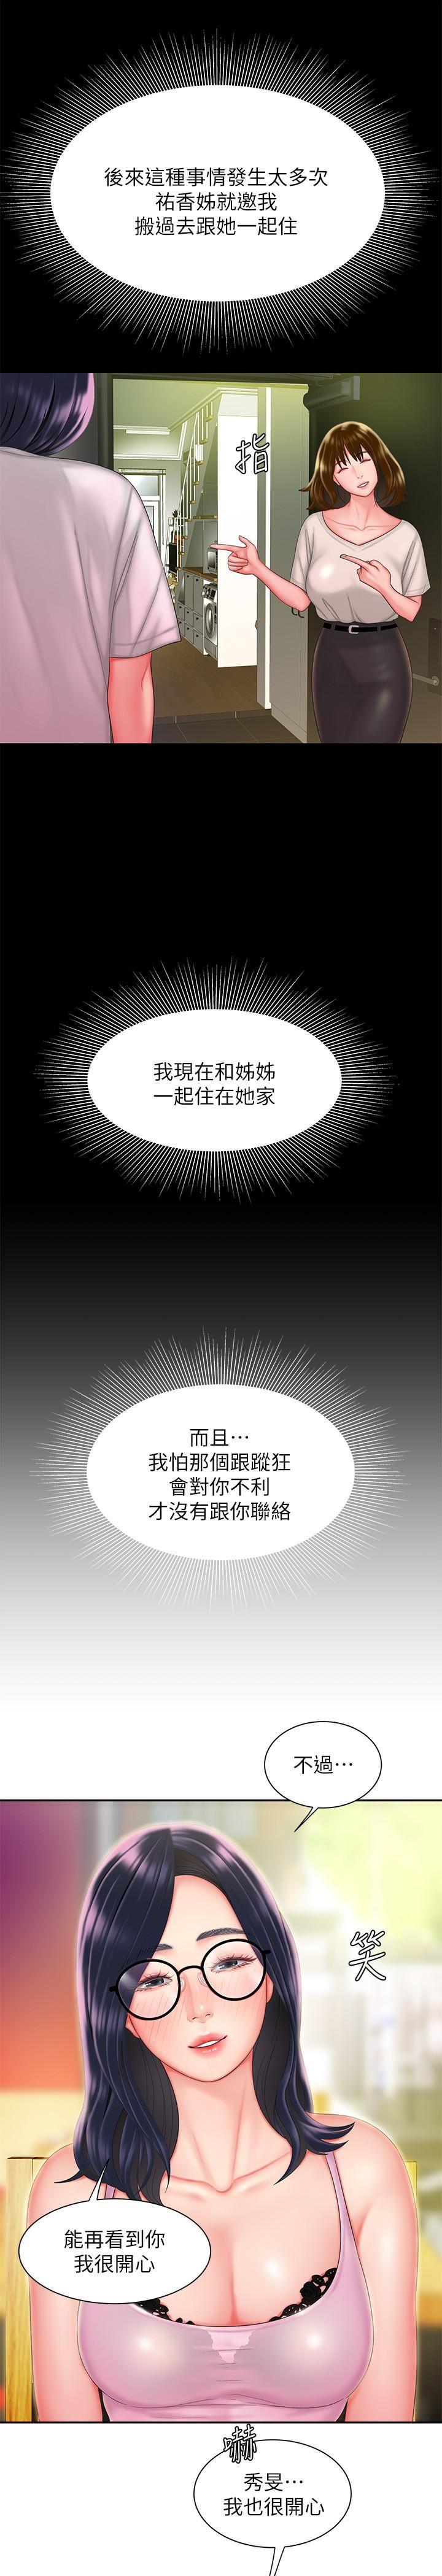 後來這種事情發生太多次
祐香姊就邀我
搬過去跟她一起住
指
我現在和姊姊
一起住在她家
而且…
我怕那個跟蹤狂
會對你不利
才沒有跟你聯絡
不過…
笑
能再看到你
我很開心
嚇
秀旻…
我也很開心